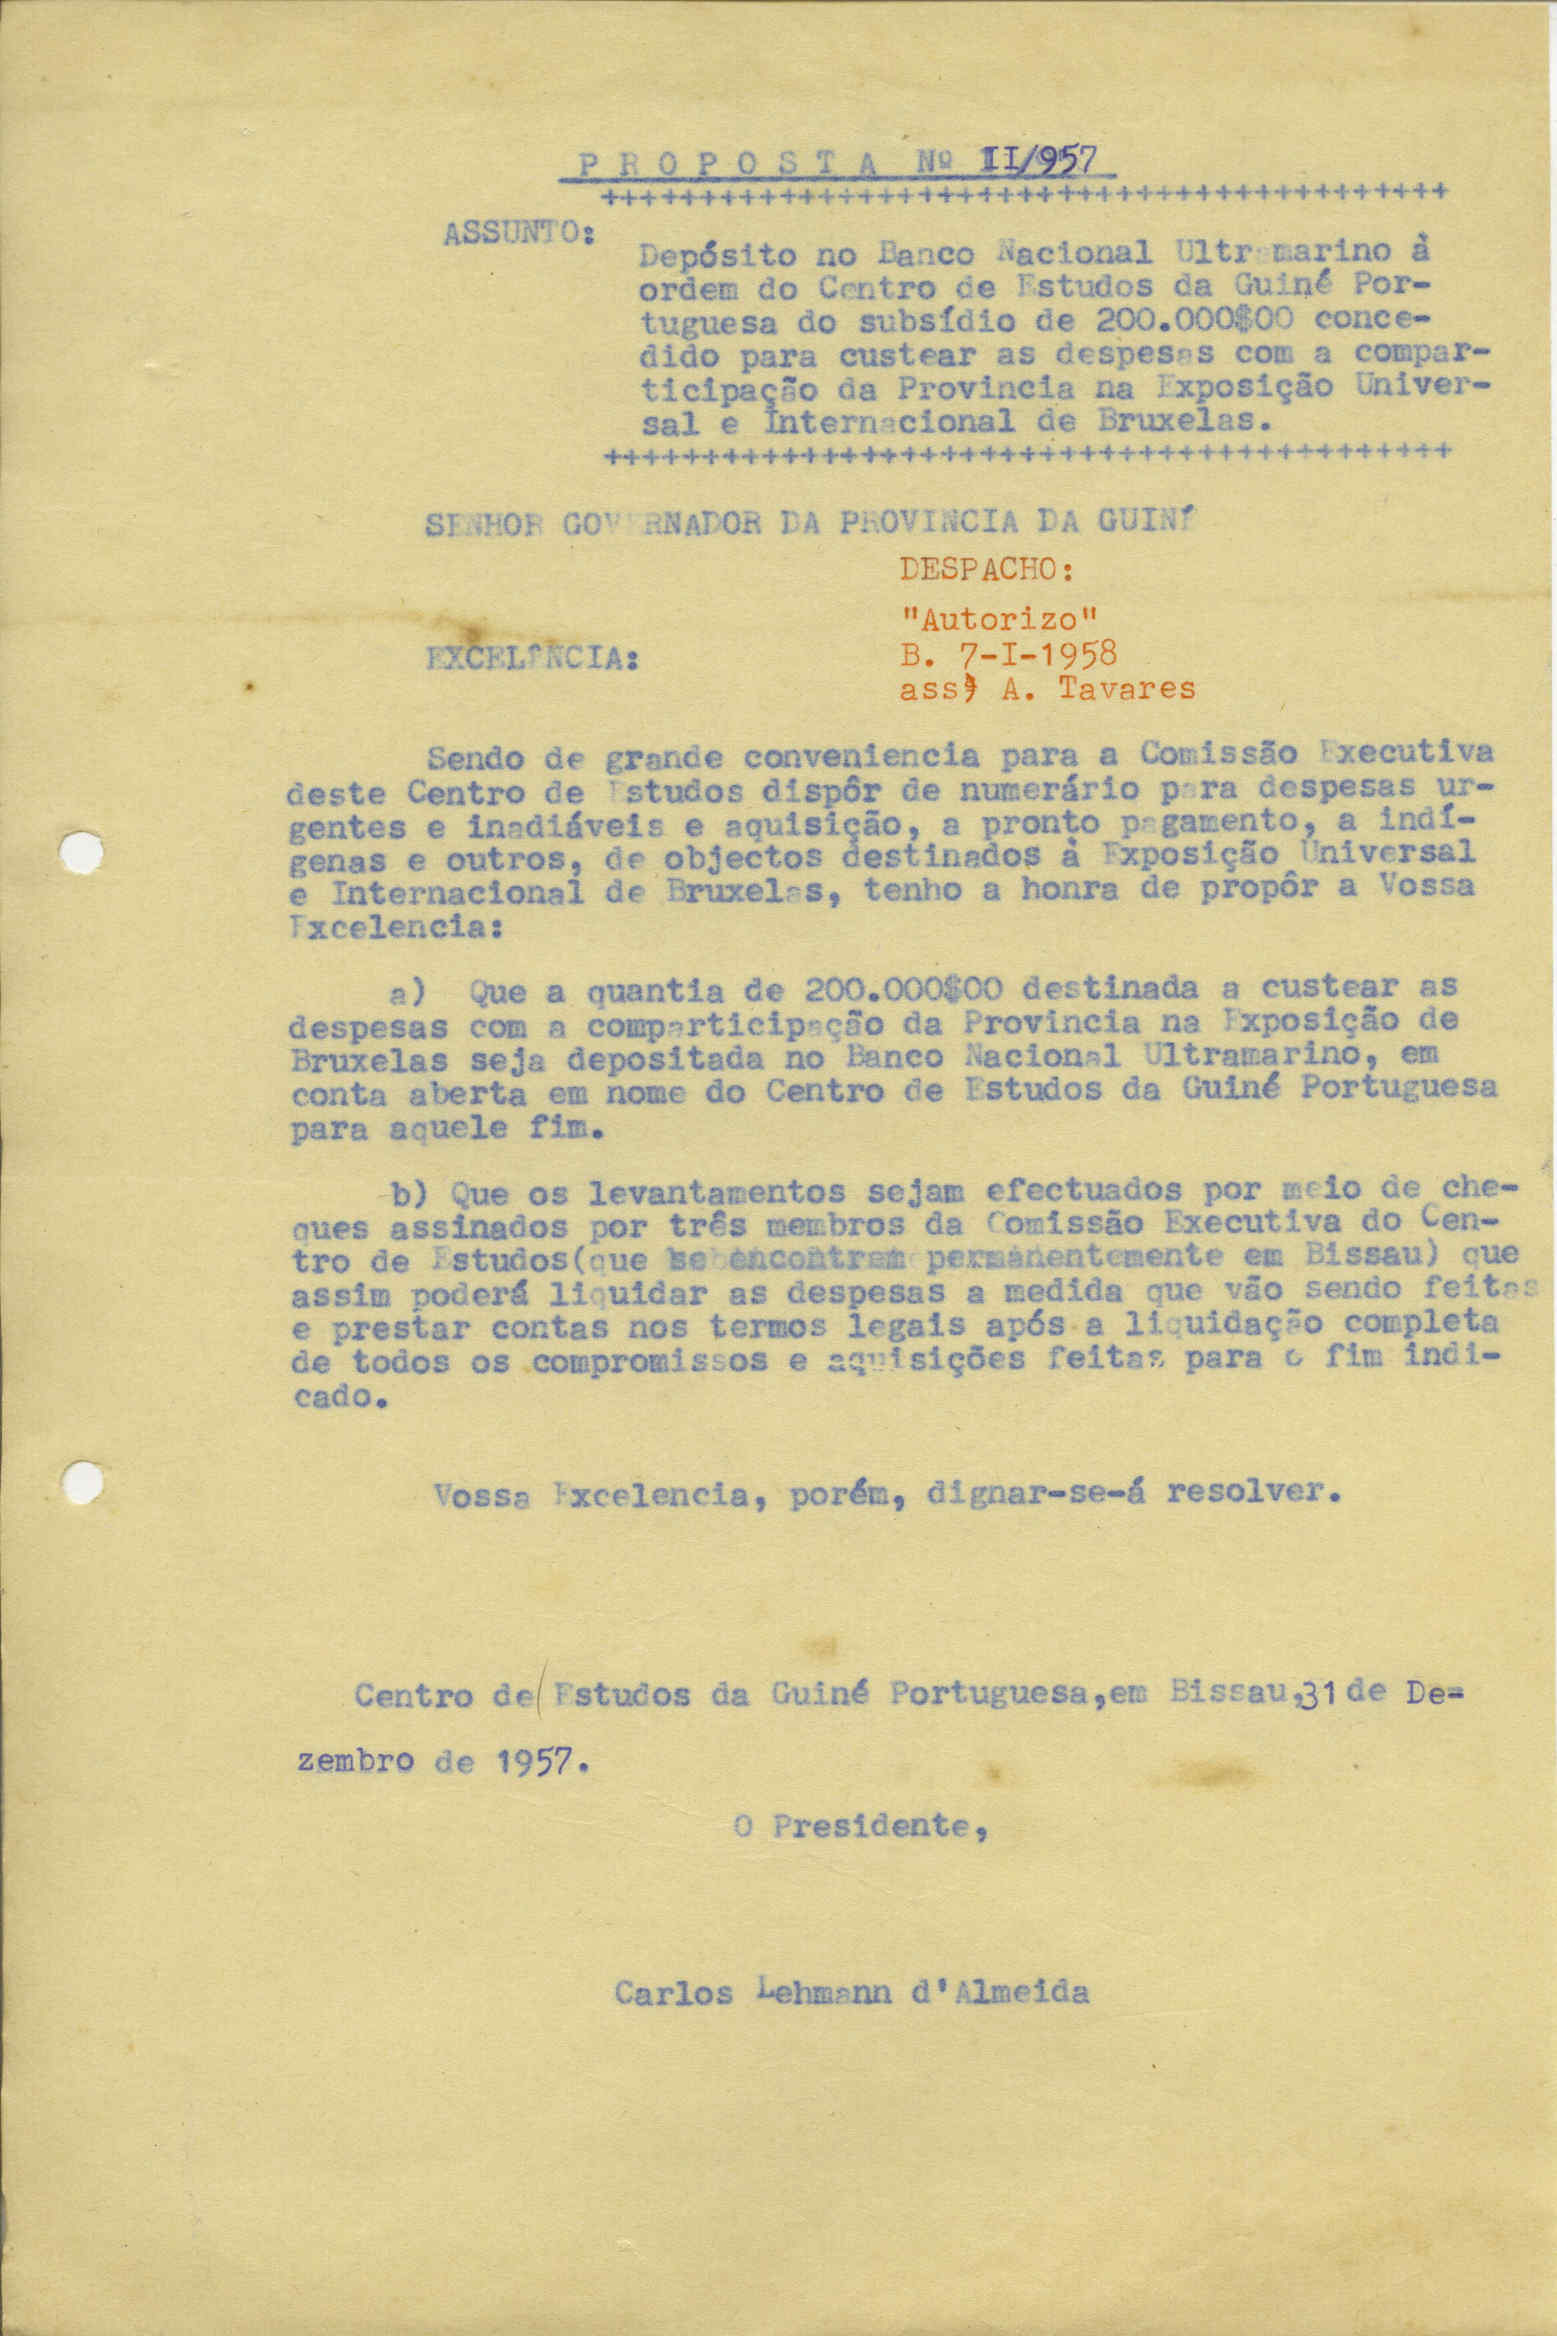 P R O P O S T A Nº II/957
+++++++++++++++++++++++++++++++++++++++++++
ASSUNTO:
Depósito no Banco Nacional Ultramarino à
ordem do Centro de Estudos da Guiné Por-
tuguesa do subsídio de 200.000$00 conce-
dido para custear as despesas com a compar-
ticipação da Provincia na Exposição Univer-
sal e Internacional de Bruxelas.
+++++++++++++++++++++++++++++++++++++++++++
SENHOR GOVERNADOR DA PROVINCIA DA GUINÉ
DESPACHO:
"Autorizo"
EXCELÊNCIA:
B. 7-I-1958
ass) A. Tavares
Sendo de grande conveniencia para a Comissão Executiva
deste Centro de Estudos dispôr de numerário para despesas ur-
gentes e inadiáveis e aquisição, a pronto pagamento, a indí-
genas e outros, de objectos destinados à Exposição Universal
e Internacional de Bruxelas, tenho a honra de propôr a Vossa
Excelencia:
a) Que a quantia de 200.000$00 destinada a custear as
despesas com a comparticipação da Provincia na Exposição de
Bruxelas seja depositada no Banco Nacional Ultramarino, em
conta aberta em nome do Centro de Estudos da Guiné Portuguesa
para aquele fim.
b) Que os levantamentos sejam efectuados por meio de che-
ques assinados por três membros da Comissão Executiva do Cen-
tro de Estudos(que se encontram permanentemente em Bissau) que
assim poderá liquidar as despesas a medida que vão sendo feitas
e prestar contas nos termos legais após a liquidação completa
de todos os compromissos e aquisições feitas para o fim indi-
cado.
Vossa Excelencia, porém, dignar-se-á resolver.
Centro de Estudos da Guiné Portuguesa,em Bissau,31 de De-
zembro de 1957.
O Presidente,
Carlos Lehmann d'Almeida